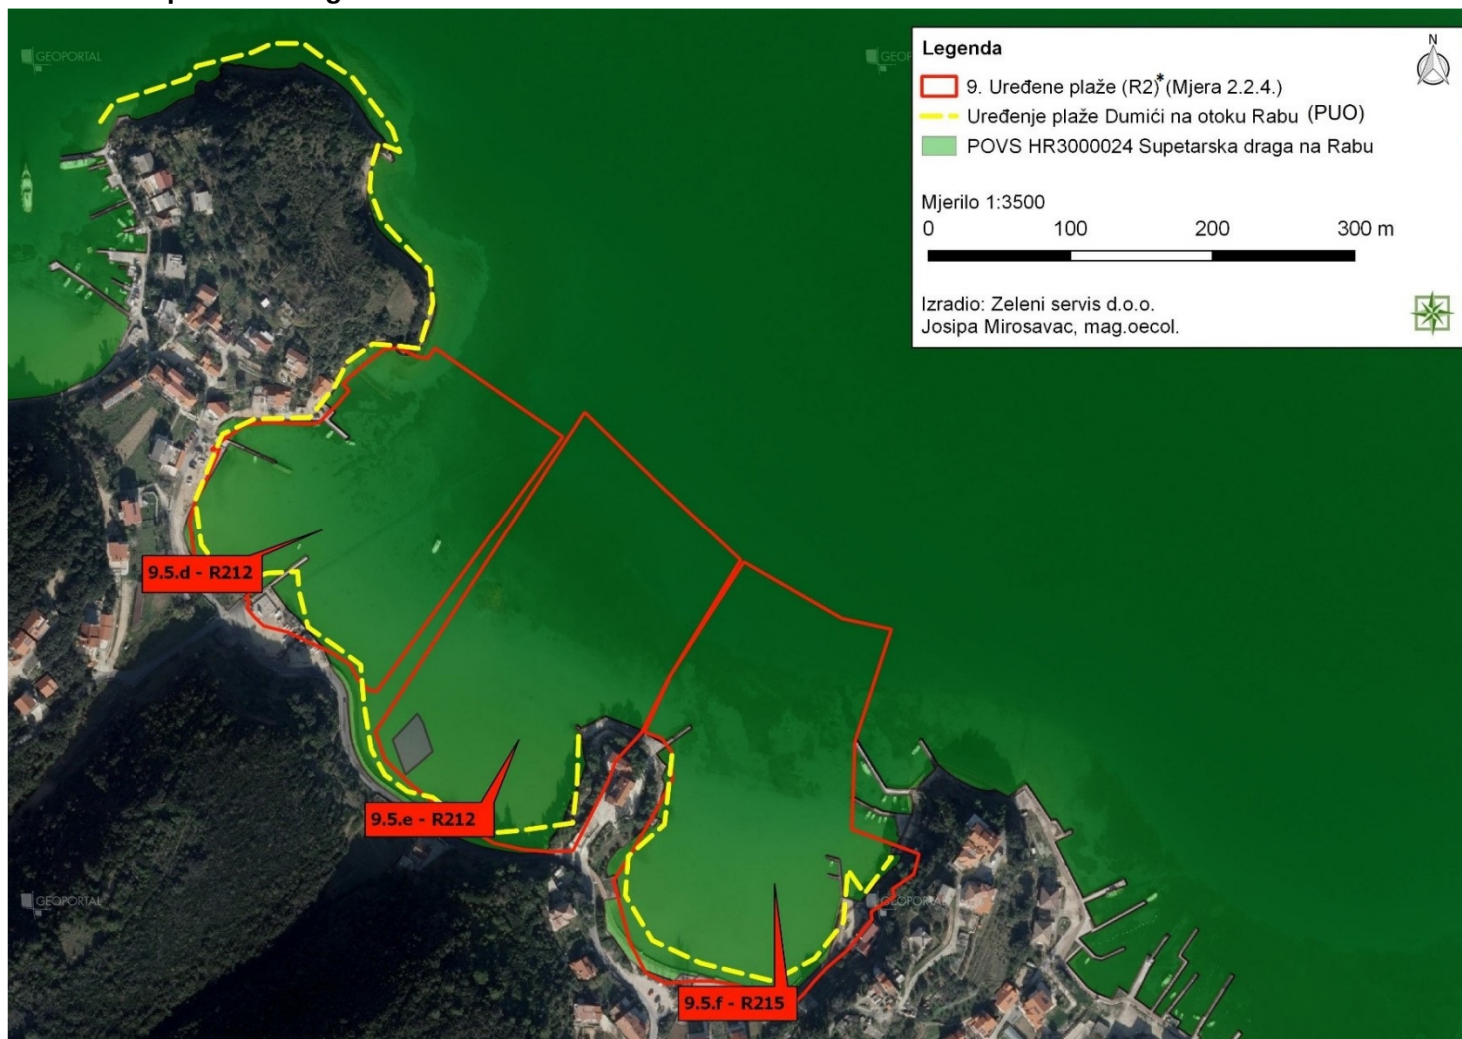 GEOPORTAL
GEOPO
Legenda
N
9. Uređene plaže (R2)* (Mjera 2.2.4.)
Uređenje plaže Dumići na otoku Rabu (PUO)
POVS HR3000024 Supetarska draga na Rabu
Mjerilo 1:3500
0 100 200 300 m
Izradio: Zeleni servis d.o.o.
Josipa Mirosavac, mag.oecol.
9.5.d - R212
9.5.e - R212
GEOPORTAL
GEOPORTAL
9.5.f - R215